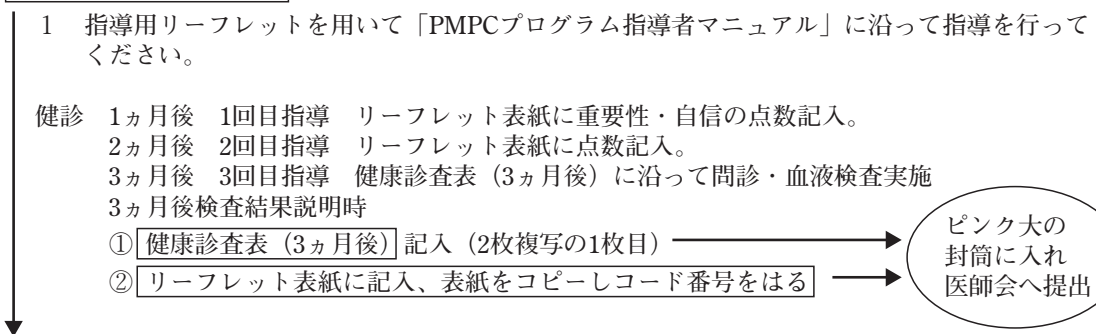 1　指導用リーフレットを用いて「PMPCプログラム指導者マニュアル」に沿って指導を行って
ください。
健診　1ヵ月後　1回目指導　リーフレット表紙に重要性・自信の点数記入。
2ヵ月後　2回目指導　リーフレット表紙に点数記入。
3ヵ月後　3回目指導　健康診査表（3ヵ月後）に沿って問診・血液検査実施
3ヵ月後検査結果説明時
①健康診査表（3ヵ月後）記入（2枚複写の1枚目）
②リーフレット表紙に記入、表紙をコピーしコード番号をはる
ピンク大の
封筒に入れ
医師会へ提出